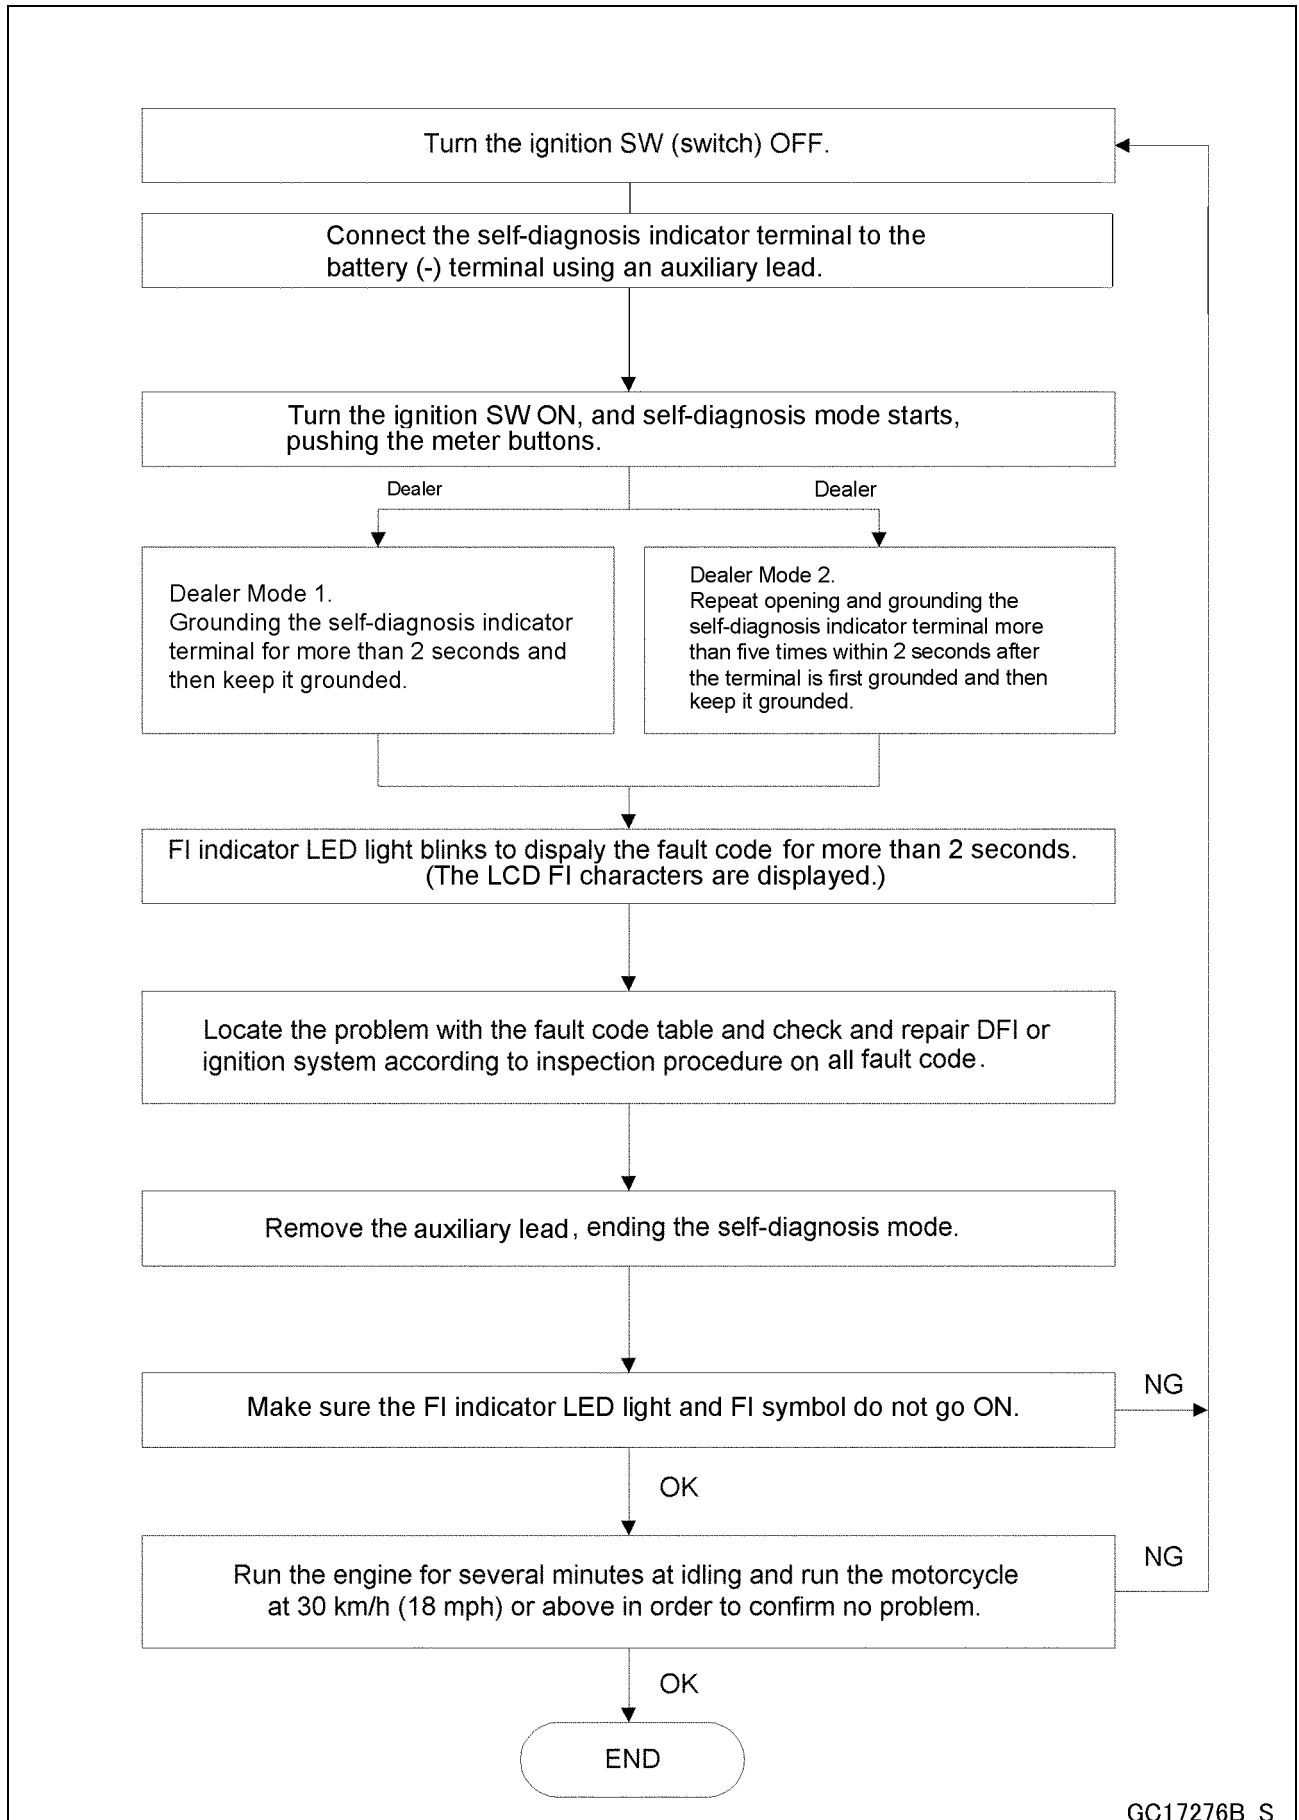 Turn the ignition SW (switch) OFF.
Connect the self-diagnosis indicator terminal to the
battery (-) terminal using an auxiliary lead.
Turn the ignition SW ON, and self-diagnosis mode starts,
pushing the meter buttons.
Dealer
Dealer
Dealer Mode 1.
Grounding the self-diagnosis indicator
terminal for more than 2 seconds and
then keep it grounded.
Dealer Mode 2.
Repeat opening and grounding the
self-diagnosis indicator terminal more
than five times within 2 seconds after
the terminal is first grounded and then
keep it grounded.
FI indicator LED light blinks to dispaly the fault code for more than 2 seconds.
(The LCD FI characters are displayed.)
Locate the problem with the fault code table and check and repair DFI or
ignition system according to inspection procedure on all fault code.
Remove the auxiliary lead, ending the self-diagnosis mode.
Make sure the FI indicator LED light and FI symbol do not go ON.
NG
OK
Run the engine for several minutes at idling and run the motorcycle
at 30 km/h (18 mph) or above in order to confirm no problem.
NG
OK
END
GC17276B S